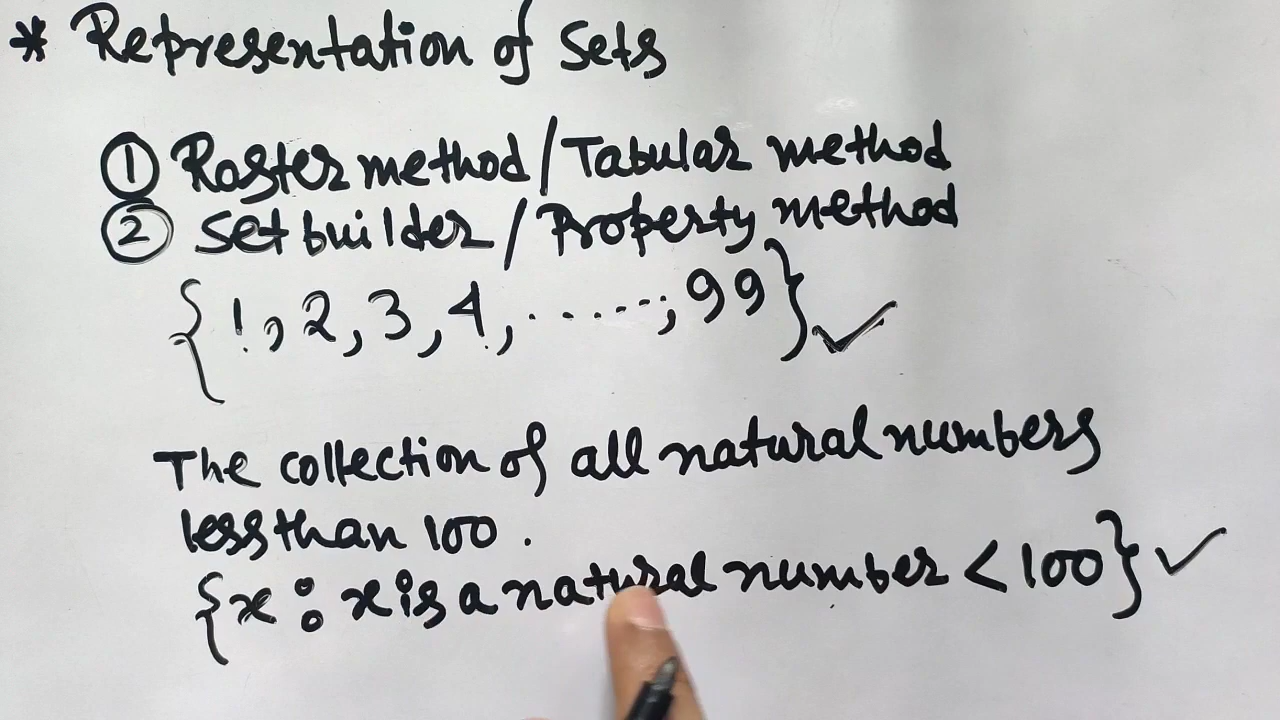 * Representation of Sets
① Roster method / Tabular method
② Set builder / Property method
{1, 2, 3, 4, ......, 99} ✓
The collection of all natural numbers
less than 100.
{x : x is a natural number < 100} ✓